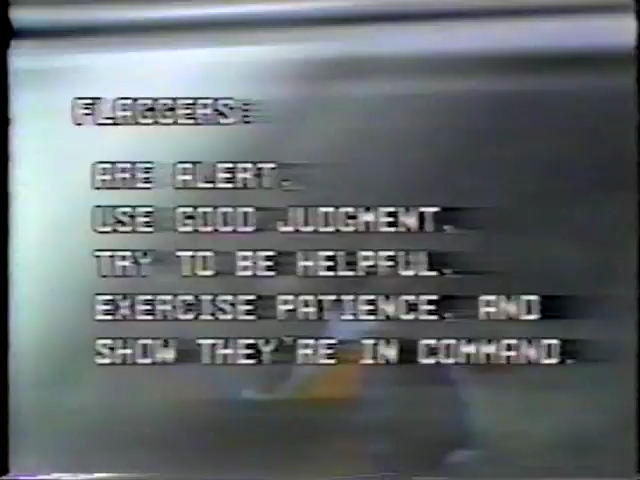 FLAGGERS:
ARE ALERT.
USE GOOD JUDGMENT.
TRY TO BE HELPFUL.
EXERCISE PATIENCE. AND
SHOW THEY'RE IN COMMAND.